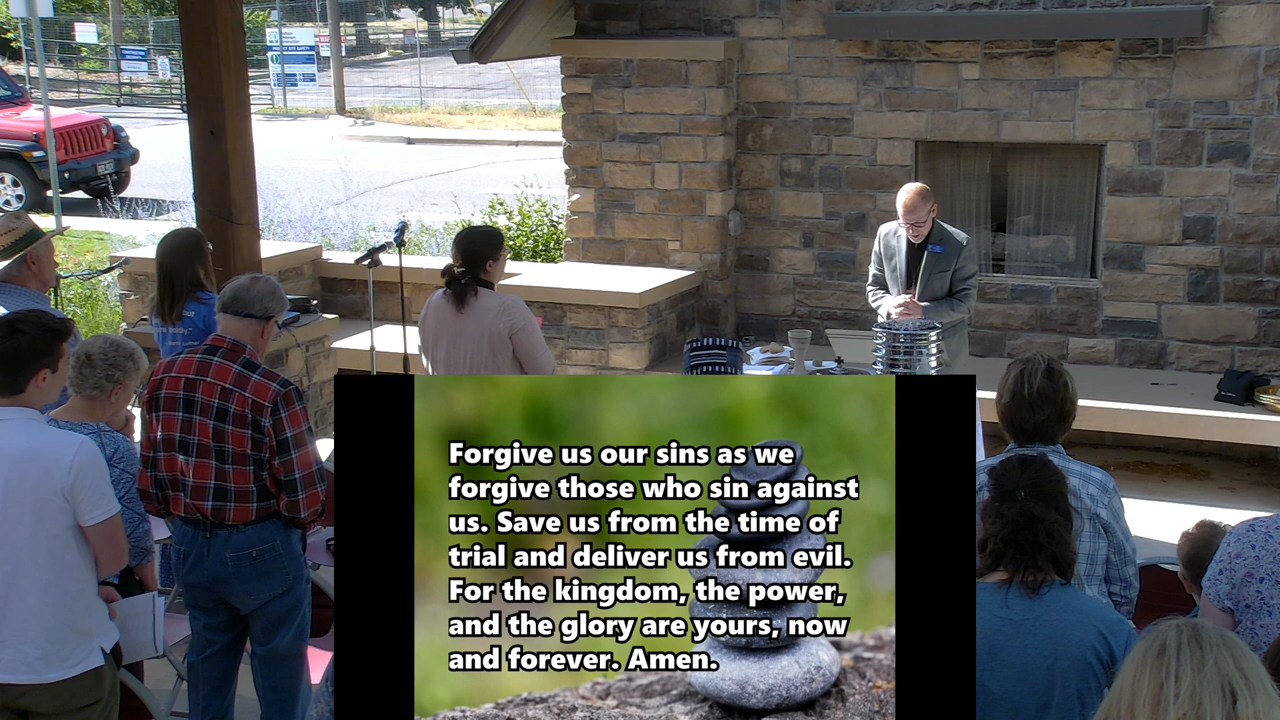 Forgive us our sins as we
forgive those who sin against
us. Save us from the time of
trial and deliver us from evil.
For the kingdom, the power,
and the glory are yours, now
and forever. Amen.